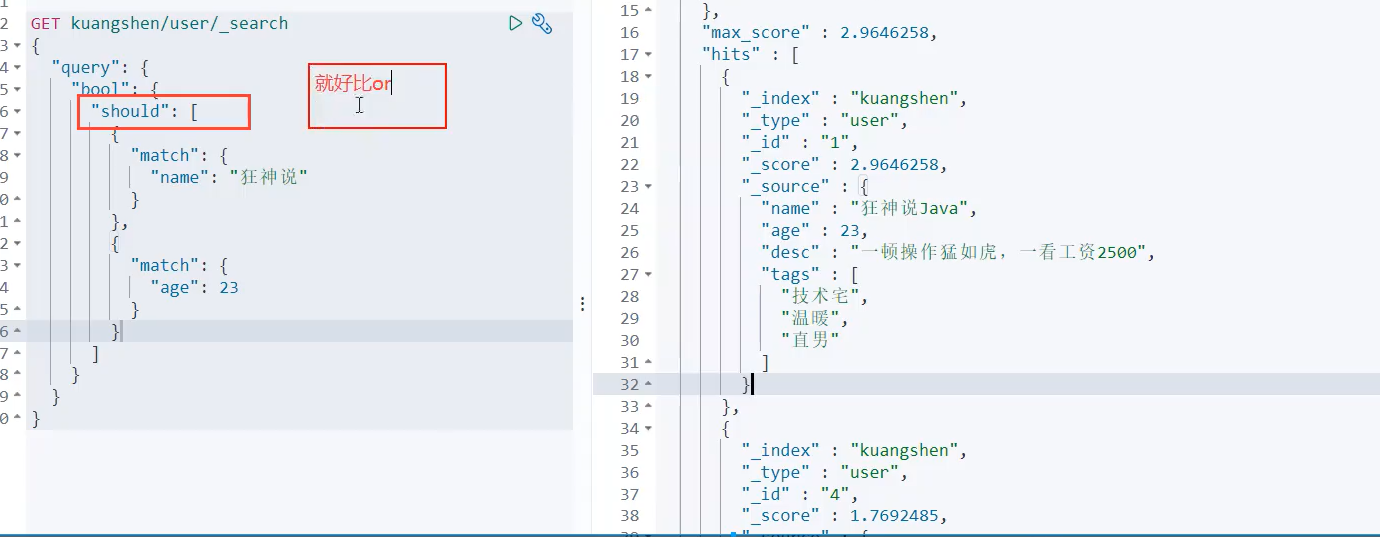 2 GET kuangshen/user/_search
3 {
4 "query": {
5 "bool": {
6 "should": [
就好比or
7 {
8 "match": {
9 "name": "狂神说"
0 }
1 },
2 {
3 "match": {
4 "age": 23
5 }
6 }
7 ]
8 }
9 }
0 }
15 },
16 "max_score" : 2.9646258,
17 "hits" : [
18 {
19 "_index" : "kuangshen",
20 "_type" : "user",
21 "_id" : "1",
22 "_score" : 2.9646258,
23 "_source" : {
24 "name" : "狂神说Java",
25 "age" : 23,
26 "desc" : "一顿操作猛如虎，一看工资2500",
27 "tags" : [
28 "技术宅",
29 "温暖",
30 "直男"
31 ]
32 }
33 },
34 {
35 "_index" : "kuangshen",
36 "_type" : "user",
37 "_id" : "4",
38 "_score" : 1.7692485,